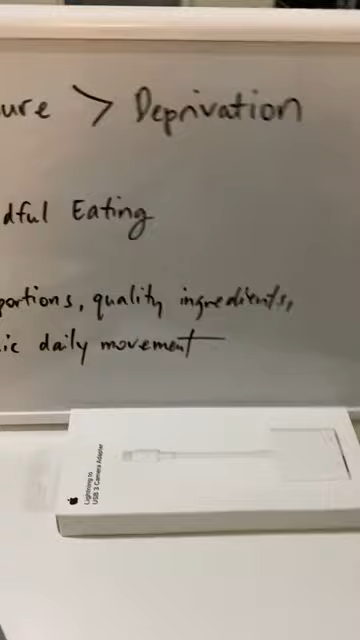 ure > Deprivation
dful Eating
portions, quality ingredients,
ic daily movement
Lightning to
USB 3 Camera Adapter